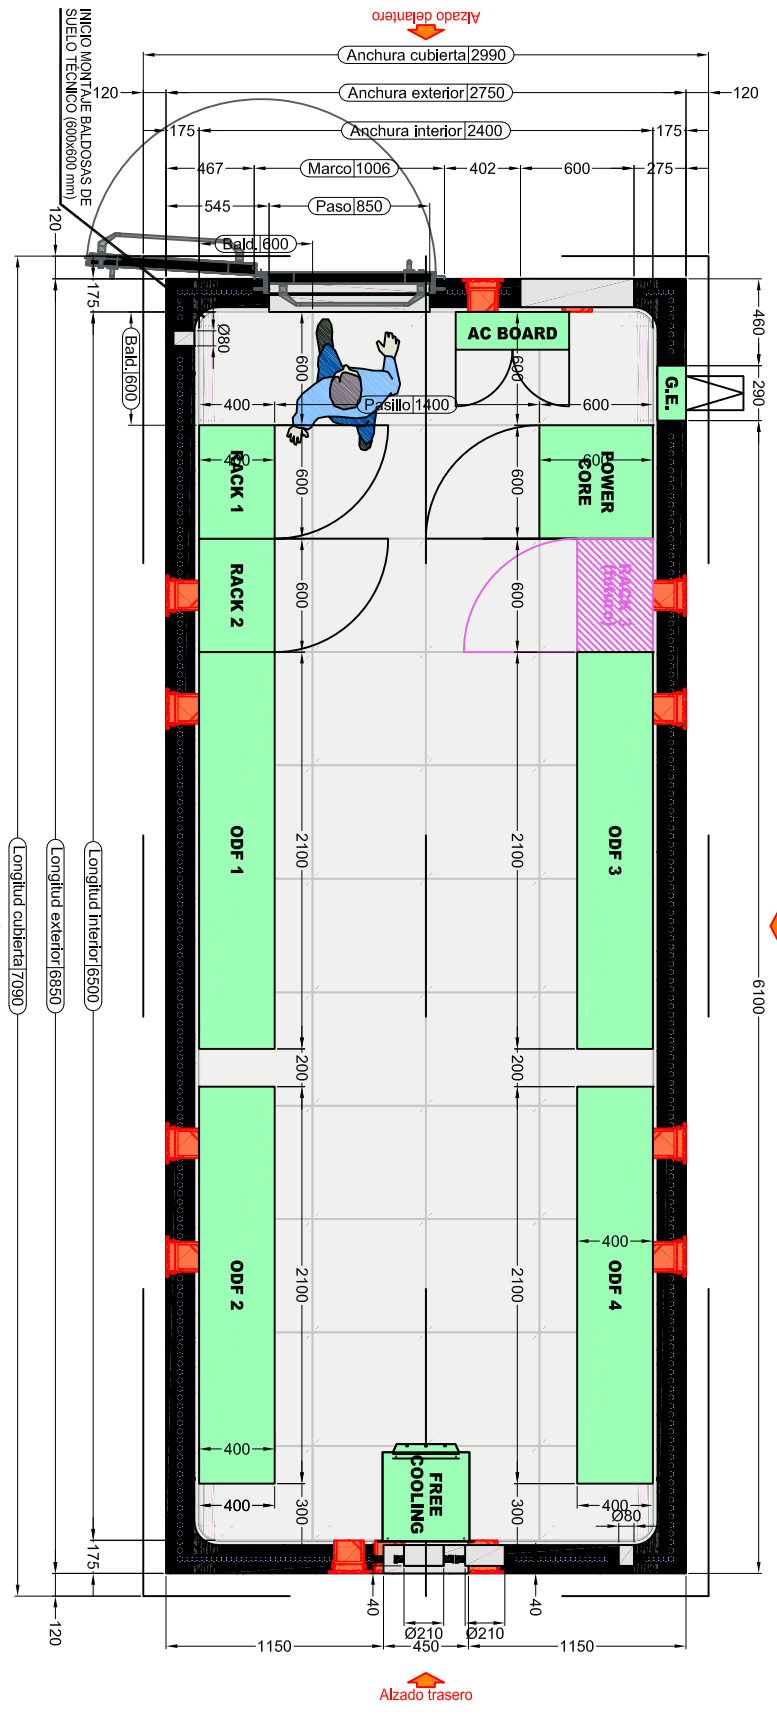 Alzado delantero
Anchura cubierta 2990
120
Anchura exterior 2750
120
175
Anchura interior 2400
175
467
Marco 1006
402
600
275
545
Paso 850
Bald. 600
INICIO MONTAJE BALDOSAS DE
SUELO TÉCNICO (600x600 mm)
120
175
Bald. 600
Ø80
600
AC BOARD
600
460
G.E.
290
400
Pasillo 1400
600
400
RACK 1
600
600
600
POWER
CORE
RACK 2
600
600
RACK 3
(futuro)
ODF 1
2100
2100
ODF 3
Longitud cubierta 7090
Longitud exterior 6850
Longitud interior 6500
6100
200
200
ODF 2
2100
2100
400
ODF 4
400
400
300
FREE
COOLING
300
400
Ø80
175
120
40
40
Ø210
Ø210
1150
450
1150
Alzado trasero